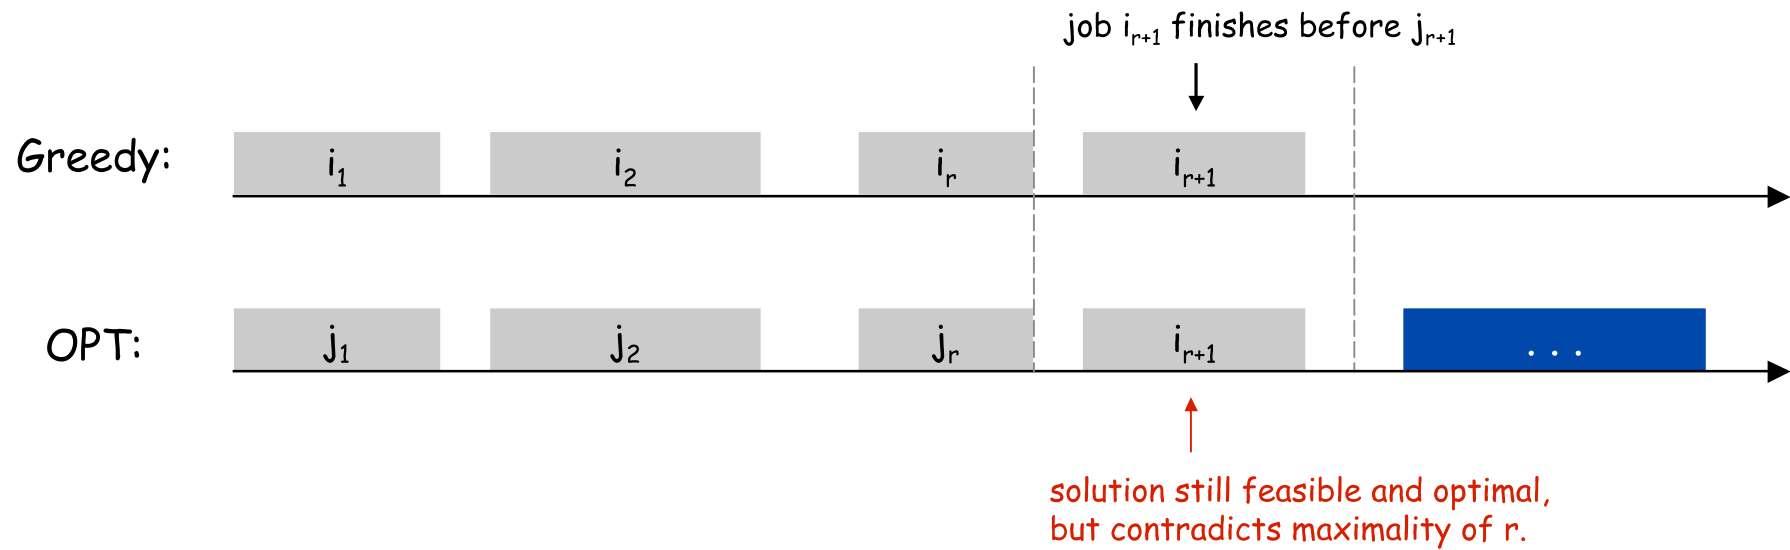 job i_{r+1} finishes before j_{r+1}
Greedy: i_1 i_2 i_r i_{r+1}
OPT: j_1 j_2 j_r i_{r+1} . . .
solution still feasible and optimal,
but contradicts maximality of r.